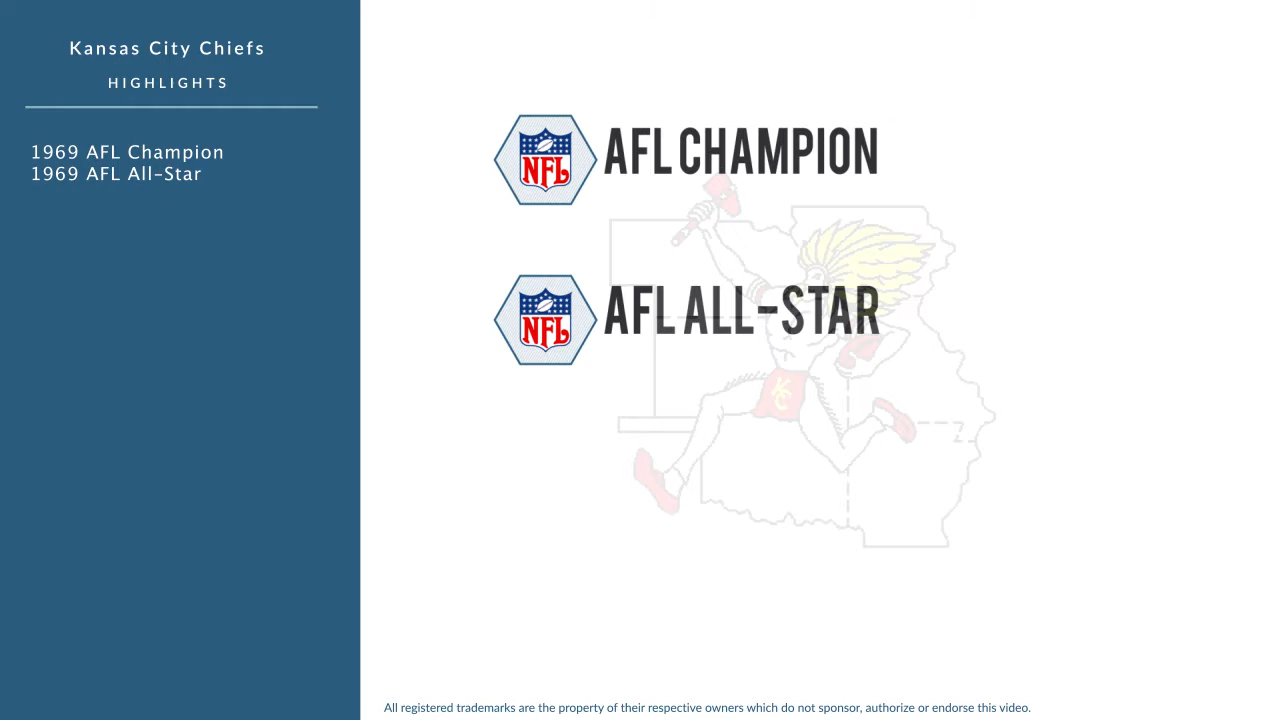 Kansas City Chiefs
HIGHLIGHTS
1969 AFL Champion
1969 AFL All-Star
NFL AFL CHAMPION
NFL AFL ALL-STAR
KC
All registered trademarks are the property of their respective owners which do not sponsor, authorize or endorse this video.